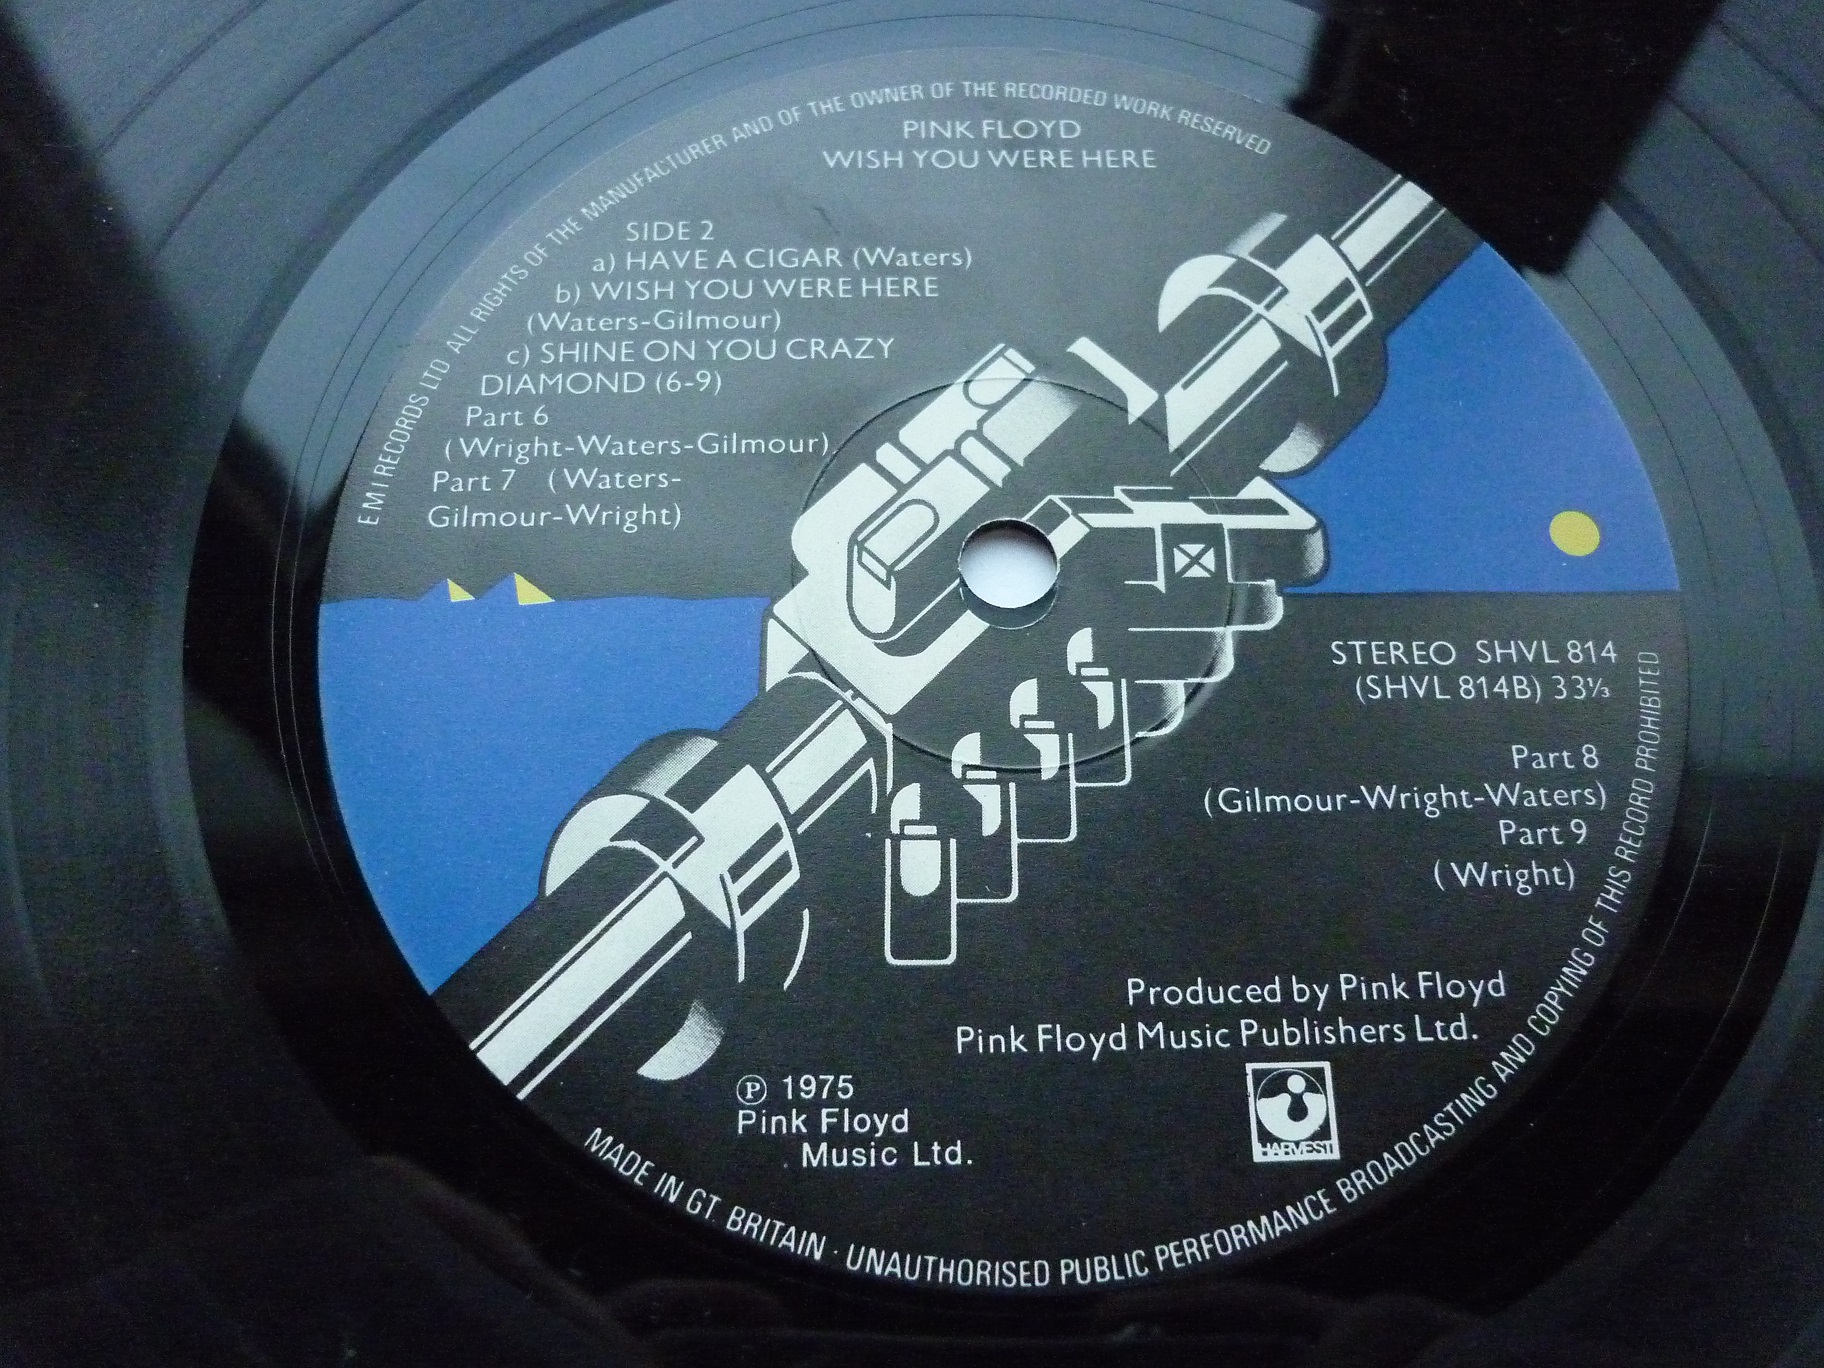 E M I RECORDS LTD ALL RIGHTS OF THE MANUFACTURER AND OF THE OWNER OF THE RECORDED WORK RESERVED
PINK FLOYD
WISH YOU WERE HERE
SIDE 2
a) HAVE A CIGAR (Waters)
b) WISH YOU WERE HERE
(Waters-Gilmour)
c) SHINE ON YOU CRAZY
DIAMOND (6-9)
Part 6
(Wright-Waters-Gilmour)
Part 7 (Waters-
Gilmour-Wright)
STEREO SHVL 814
(SHVL 814B) 33⅓
Part 8
(Gilmour-Wright-Waters)
Part 9
(Wright)
Produced by Pink Floyd
Pink Floyd Music Publishers Ltd.
℗ 1975
Pink Floyd
Music Ltd.
HARVEST
MADE IN GT. BRITAIN · UNAUTHORISED PUBLIC PERFORMANCE BROADCASTING AND COPYING OF THIS RECORD PROHIBITED